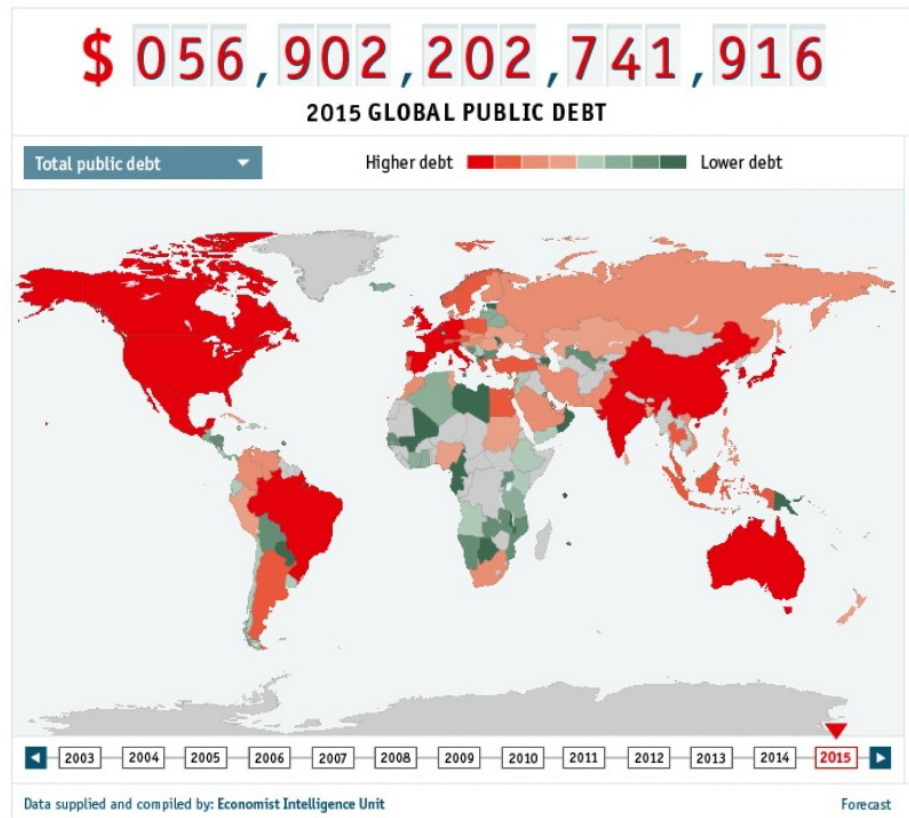 $ 056,902,202,741,916
2015 GLOBAL PUBLIC DEBT
Total public debt
Higher debt
Lower debt
2003 2004 2005 2006 2007 2008 2009 2010 2011 2012 2013 2014 2015
Data supplied and compiled by: Economist Intelligence Unit
Forecast